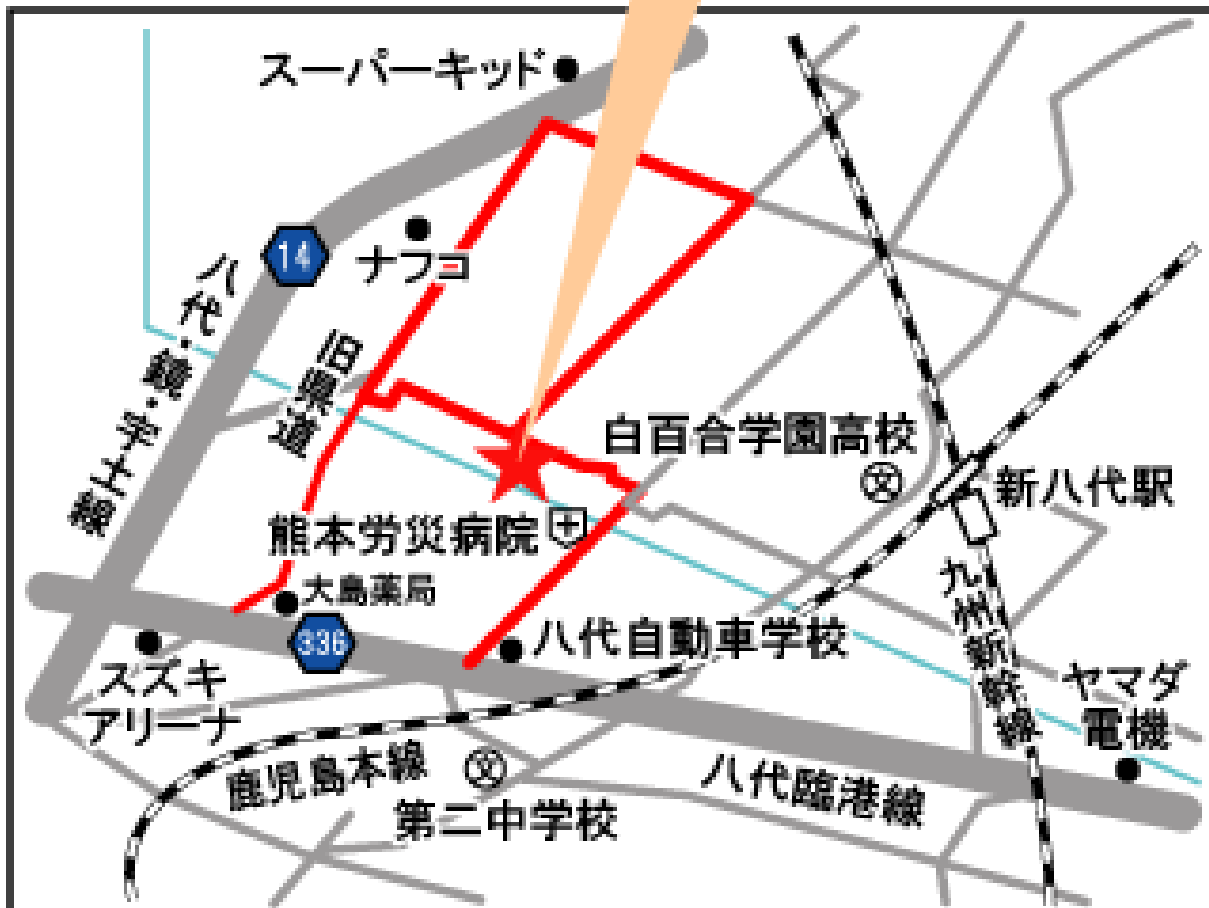 スーパーキッド
14
ナフコ
八代・鏡・宇土線
旧県道
白百合学園高校
文
新八代駅
熊本労災病院
大島薬局
336
八代自動車学校
九州新幹線
スズキ
アリーナ
ヤマダ
電機
鹿児島本線
文
第二中学校
八代臨港線